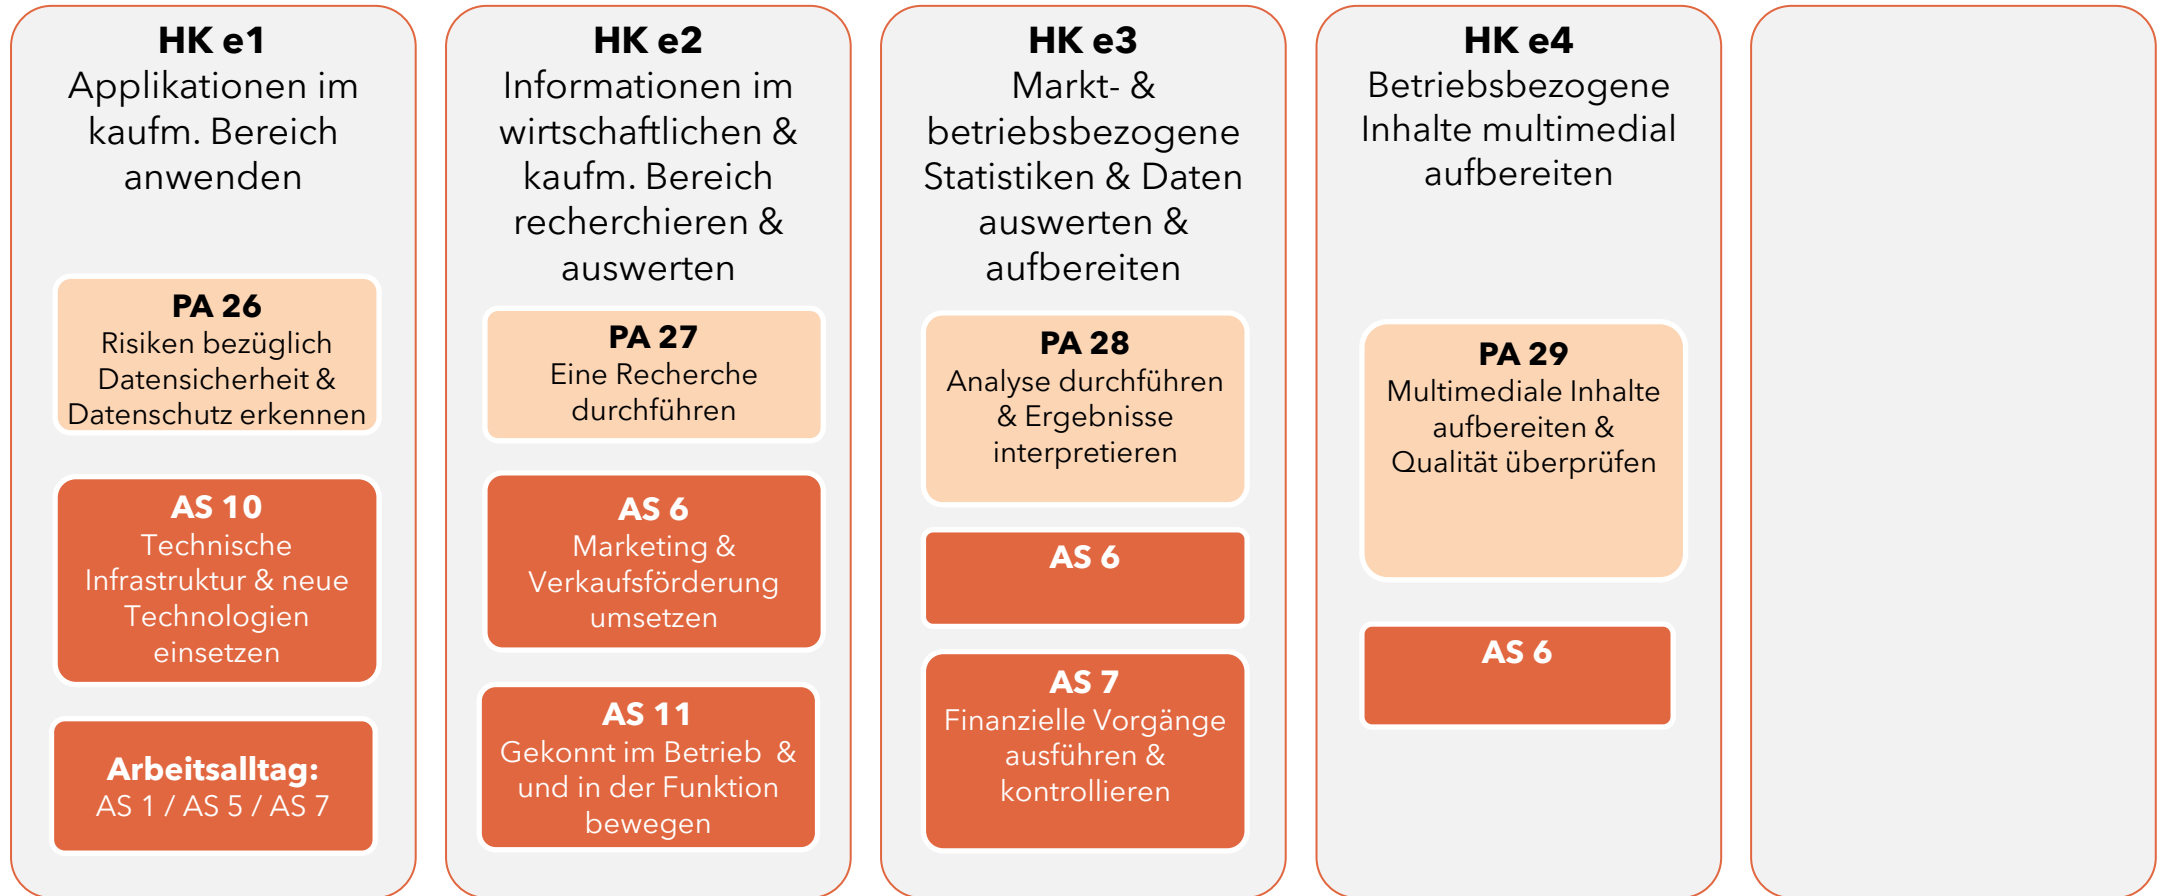 HK e1
Applikationen im
kaufm. Bereich
anwenden
PA 26
Risiken bezüglich
Datensicherheit &
Datenschutz erkennen
AS 10
Technische
Infrastruktur & neue
Technologien
einsetzen
Arbeitsalltag:
AS 1 / AS 5 / AS 7
HK e2
Informationen im
wirtschaftlichen &
kaufm. Bereich
recherchieren &
auswerten
PA 27
Eine Recherche
durchführen
AS 6
Marketing &
Verkaufsförderung
umsetzen
AS 11
Gekonnt im Betrieb &
und in der Funktion
bewegen
HK e3
Markt- &
betriebsbezogene
Statistiken & Daten
auswerten &
aufbereiten
PA 28
Analyse durchführen
& Ergebnisse
interpretieren
AS 6
AS 7
Finanzielle Vorgänge
ausführen &
kontrollieren
HK e4
Betriebsbezogene
Inhalte multimedial
aufbereiten
PA 29
Multimediale Inhalte
aufbereiten &
Qualität überprüfen
AS 6